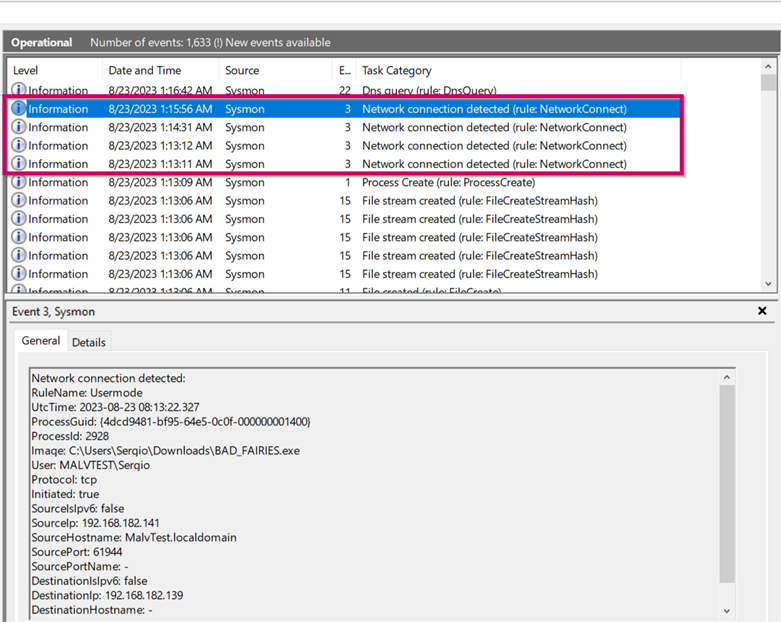 Operational Number of events: 1,633 (!) New events available
Level Date and Time Source E... Task Category
Information 8/23/2023 1:16:42 AM Sysmon 22 Dns query (rule: DnsQuery)
Information 8/23/2023 1:15:56 AM Sysmon 3 Network connection detected (rule: NetworkConnect)
Information 8/23/2023 1:14:31 AM Sysmon 3 Network connection detected (rule: NetworkConnect)
Information 8/23/2023 1:13:12 AM Sysmon 3 Network connection detected (rule: NetworkConnect)
Information 8/23/2023 1:13:11 AM Sysmon 3 Network connection detected (rule: NetworkConnect)
Information 8/23/2023 1:13:09 AM Sysmon 1 Process Create (rule: ProcessCreate)
Information 8/23/2023 1:13:06 AM Sysmon 15 File stream created (rule: FileCreateStreamHash)
Information 8/23/2023 1:13:06 AM Sysmon 15 File stream created (rule: FileCreateStreamHash)
Information 8/23/2023 1:13:06 AM Sysmon 15 File stream created (rule: FileCreateStreamHash)
Information 8/23/2023 1:13:06 AM Sysmon 15 File stream created (rule: FileCreateStreamHash)
Information 8/23/2023 1:13:06 AM Sysmon 15 File stream created (rule: FileCreateStreamHash)
Information 8/23/2023 1:13:06 AM Sysmon 11 File created (rule: FileCreate)
Event 3, Sysmon
General Details
Network connection detected:
RuleName: Usermode
UtcTime: 2023-08-23 08:13:22.327
ProcessGuid: {4dcd9481-bf95-64e5-0c0f-000000001400}
ProcessId: 2928
Image: C:\Users\Sergio\Downloads\BAD_FAIRIES.exe
User: MALVTEST\Sergio
Protocol: tcp
Initiated: true
SourceIsIpv6: false
SourceIp: 192.168.182.141
SourceHostname: MalvTest.localdomain
SourcePort: 61944
SourcePortName: -
DestinationIsIpv6: false
DestinationIp: 192.168.182.139
DestinationHostname: -